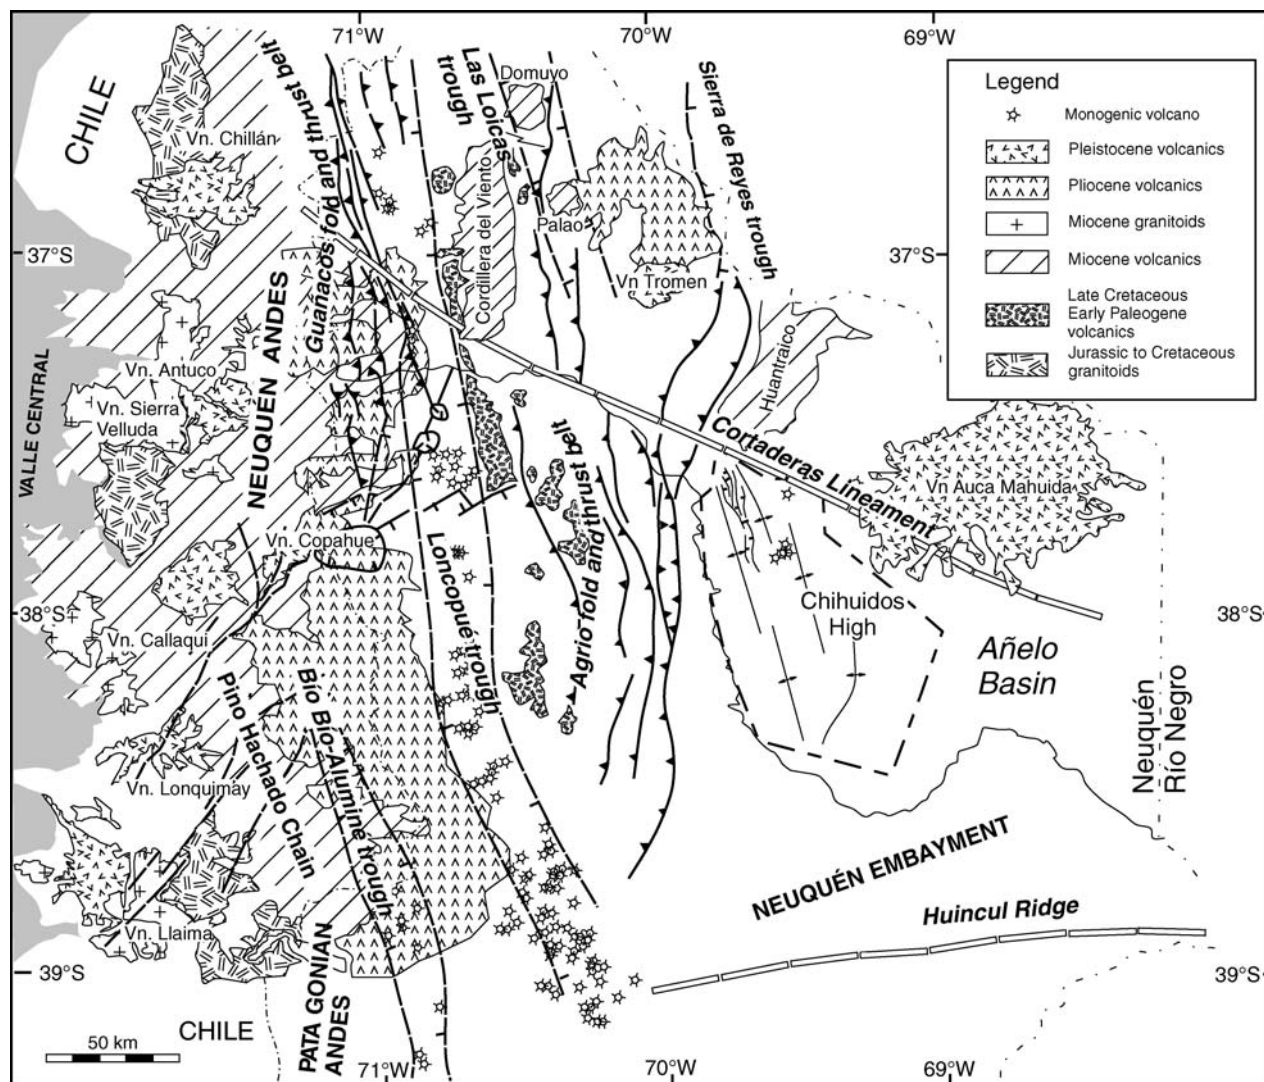 71°W
70°W
69°W
CHILE
Vn. Chillán
Guañacos fold and thrust belt
Las Loicas
trough
Domuyo
Sierra de Reyes trough
Legend
Monogenic volcano
Pleistocene volcanics
Pliocene volcanics
Miocene granitoids
Miocene volcanics
Late Cretaceous
Early Paleogene
volcanics
Jurassic to Cretaceous
granitoids
37°S
37°S
Cordillera del Viento
Palao
Vn Tromen
Huantraico
NEUQUÉN ANDES
VALLE CENTRAL
Vn. Antuco
Vn. Sierra
Velluda
Cortaderas Lineament
Vn Auca Mahuida
Agrio fold and thrust belt
Vn. Copahue
Loncopué trough
Chihuidos
High
38°S
38°S
Vn. Callaqui
Añelo
Basin
Neuquén
Río Negro
Pino Hachado Chain
Bío Bío-Alumine trough
Vn. Lonquimay
NEUQUÉN EMBAYMENT
Huincul Ridge
Vn. Llaima
39°S
39°S
PATA GONIAN
ANDES
CHILE
50 km
71°W
70°W
69°W